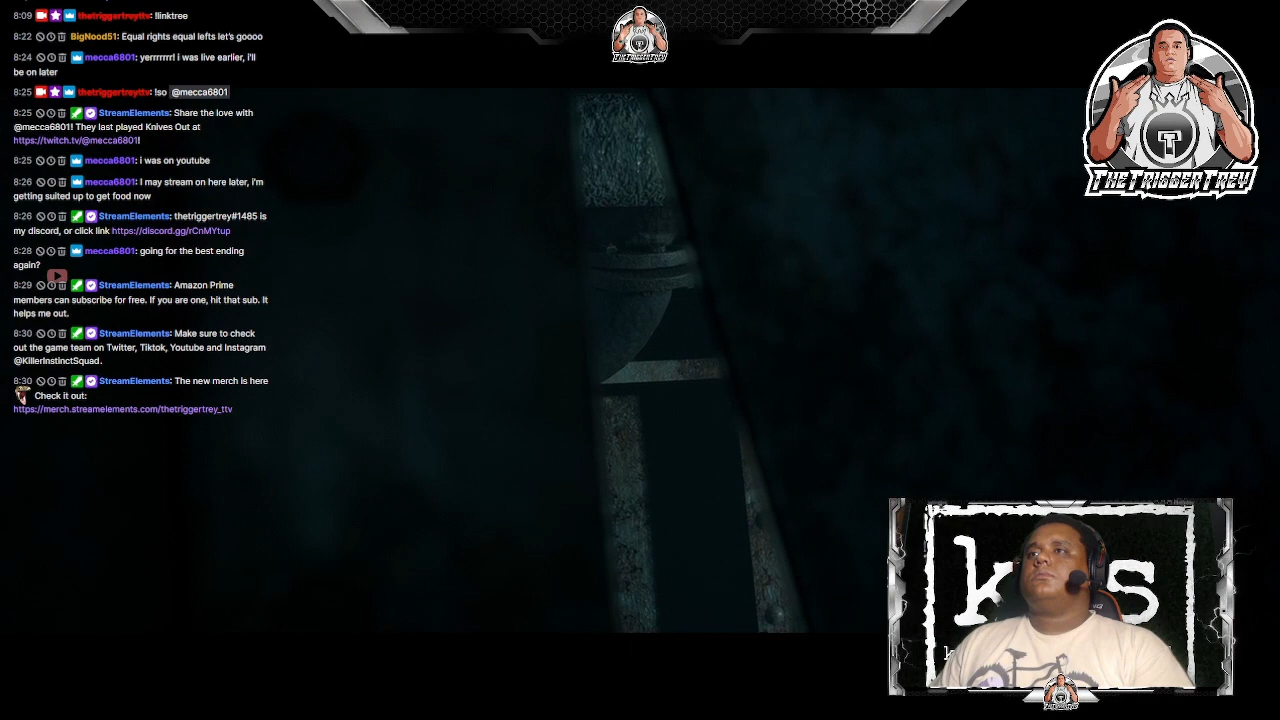 8:09 thetriggertreyttv: !linktree
8:22 BigNood51: Equal rights equal lefts let's goooo
8:24 mecca6801: yerrrrrrr! i was live earlier, i'll
be on later
8:25 thetriggertreyttv: !so @mecca6801
8:25 StreamElements: Share the love with
@mecca6801! They last played Knives Out at
https://twitch.tv/@mecca6801!
8:25 mecca6801: i was on youtube
8:26 mecca6801: I may stream on here later, i'm
getting suited up to get food now
8:26 StreamElements: thetriggertrey#1485 is
my discord, or click link https://discord.gg/rCnMYtup
8:28 mecca6801: going for the best ending
again?
8:29 StreamElements: Amazon Prime
members can subscribe for free. If you are one, hit that sub. It
helps me out.
8:30 StreamElements: Make sure to check
out the game team on Twitter, Tiktok, Youtube and Instagram
@KillerInstinctSquad.
8:30 StreamElements: The new merch is here
Check it out:
https://merch.streamelements.com/thetriggertrey_ttv
THETRIGGERTREY
T
THETRIGGERTREY
k s